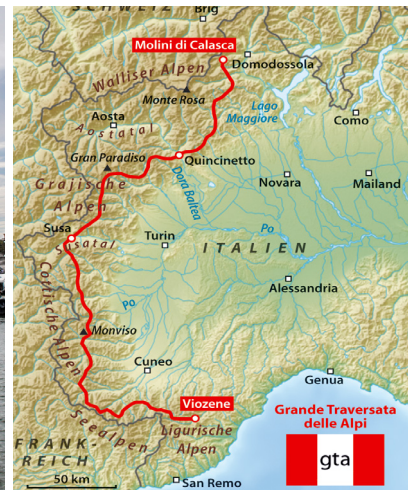 Brig
Molini di Calasca
Domodossola
Walliser Alpen
Monte Rosa
Lago
Maggiore
Como
Aosta
Aostatal
Gran Paradiso
Quincinetto
Grajische
Alpen
Dora Baltea
Novara
Mailand
Susa
Susatal
Turin
Po
ITALIEN
Cottische Alpen
Alessandria
Po
Monviso
Cuneo
Genua
Viozene
Grande Traversata
delle Alpi
Seealpen
Ligurische
Alpen
FRANK-
REICH
gta
50 km
San Remo